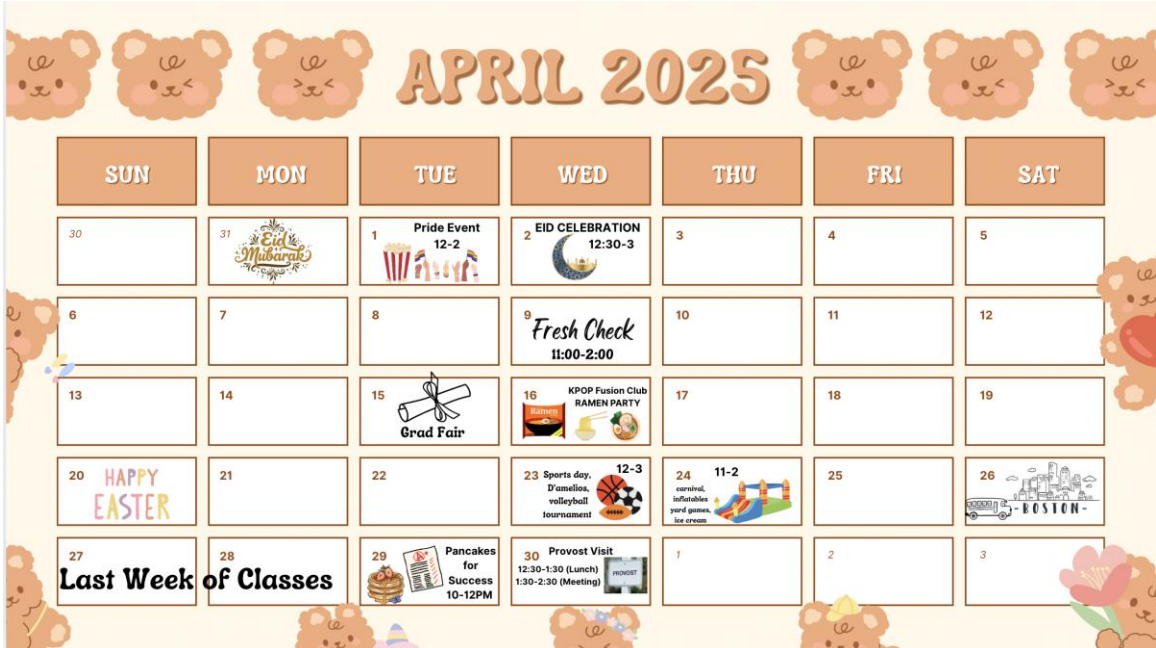 APRIL 2025
SUN MON TUE WED THU FRI SAT
30
31
Eid
Mubarak
1
Pride Event
12-2
2
EID CELEBRATION
12:30-3
3
4
5
6
7
8
9
Fresh Check
11:00-2:00
10
11
12
13
14
15
Grad Fair
16
KPOP Fusion Club
RAMEN PARTY
Ramen
17
18
19
20
HAPPY
EASTER
21
22
23
Sports day,
D'amelios,
volleyball
tournament
12-3
24
11-2
carnival,
inflatables
yard games,
ice cream
25
26
- BOSTON -
27
28
Last Week of Classes
29
A+
Pancakes
for
Success
10-12PM
30
Provost Visit
12:30-1:30 (Lunch)
1:30-2:30 (Meeting)
PROVOST
1
2
3